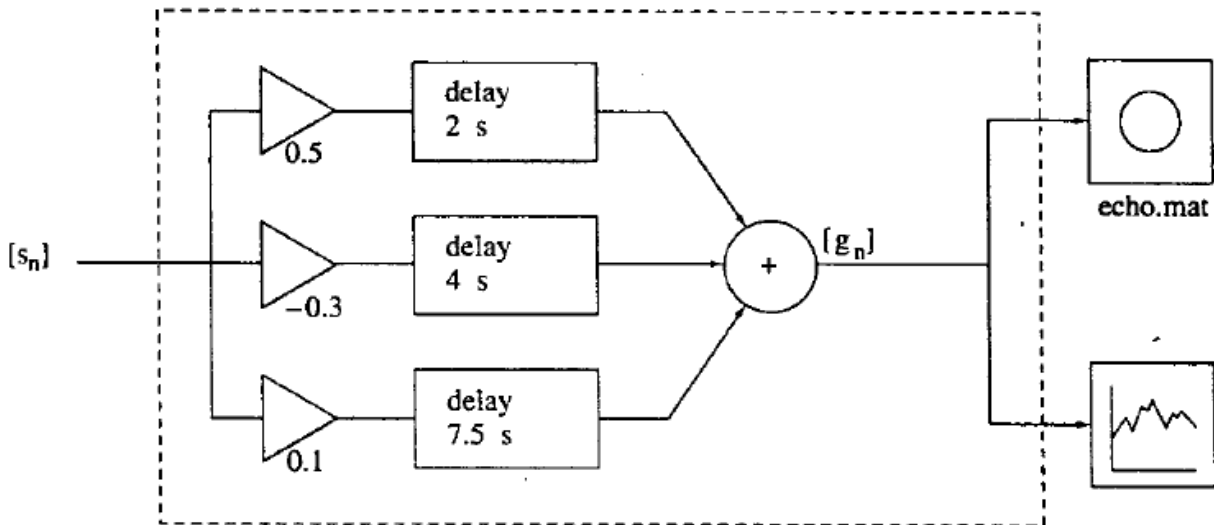 delay
2 s
0.5
echo.mat
[s_n]
delay
4 s
-0.3
+
[g_n]
delay
7.5 s
0.1